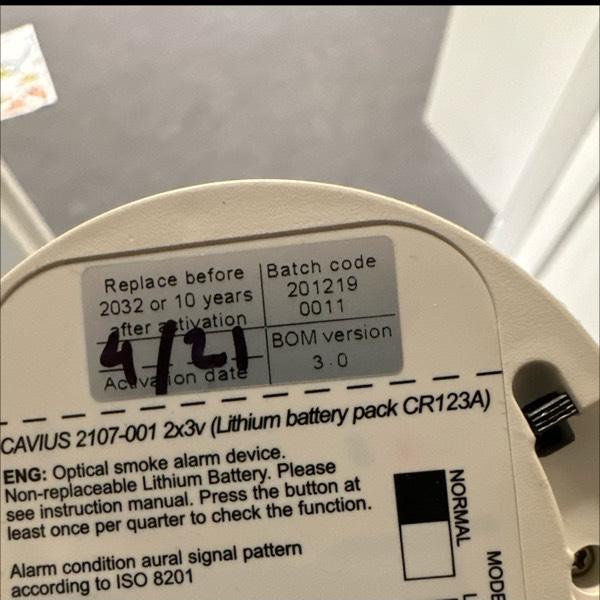 Replace before
2032 or 10 years
after activation
4/21
Activation date
Batch code
201219
0011
BOM version
3.0
CAVIUS 2107-001 2x3v (Lithium battery pack CR123A)
ENG: Optical smoke alarm device.
Non-replaceable Lithium Battery. Please
see instruction manual. Press the button at
least once per quarter to check the function.
Alarm condition aural signal pattern
according to ISO 8201
NORMAL